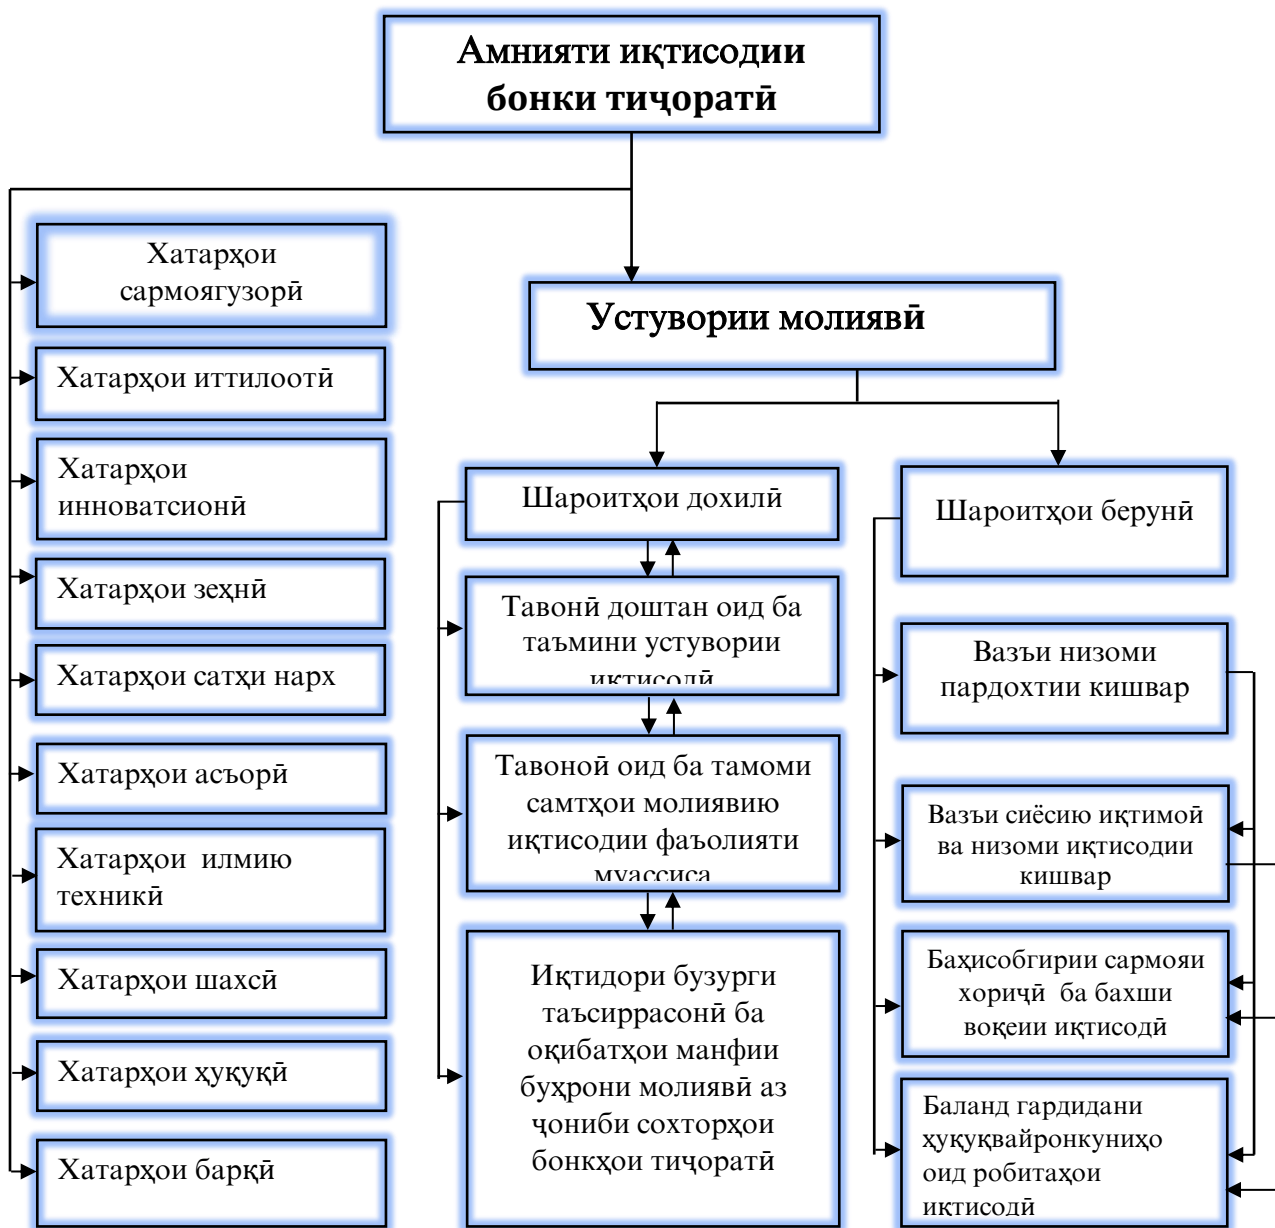 Амнияти иқтисодии
бонки тиҷоратӣ
Хатарҳои
сармоягузорӣ
Хатарҳои иттилоотӣ
Хатарҳои
инноватсионӣ
Хатарҳои зеҳнӣ
Хатарҳои сатҳи нарх
Хатарҳои асъорӣ
Хатарҳои илмию
техникӣ
Хатарҳои шахсӣ
Хатарҳои ҳуқуқӣ
Хатарҳои барқӣ
Устувории молиявӣ
Шароитҳои дохилӣ
Тавонӣ доштан оид ба
таъмини устувории
иқтисодӣ
Тавоноӣ оид ба тамоми
самтҳои молиявию
иқтисодии фаъолияти
муассиса
Иқтидори бузурги
таъсиррасонӣ ба
оқибатҳои манфии
буҳрони молиявӣ аз
ҷониби сохторҳои
бонкҳои тиҷоратӣ
Шароитҳои берунӣ
Вазъи низоми
пардохтии кишвар
Вазъи сиёсию иқтимоӣ
ва низоми иқтисодии
кишвар
Баҳисобгирии сармояи
хориҷӣ ба бахши
воқеии иқтисодӣ
Баланд гардидани
ҳуқуқвайронкуниҳо
оид робитаҳои
иқтисодӣ